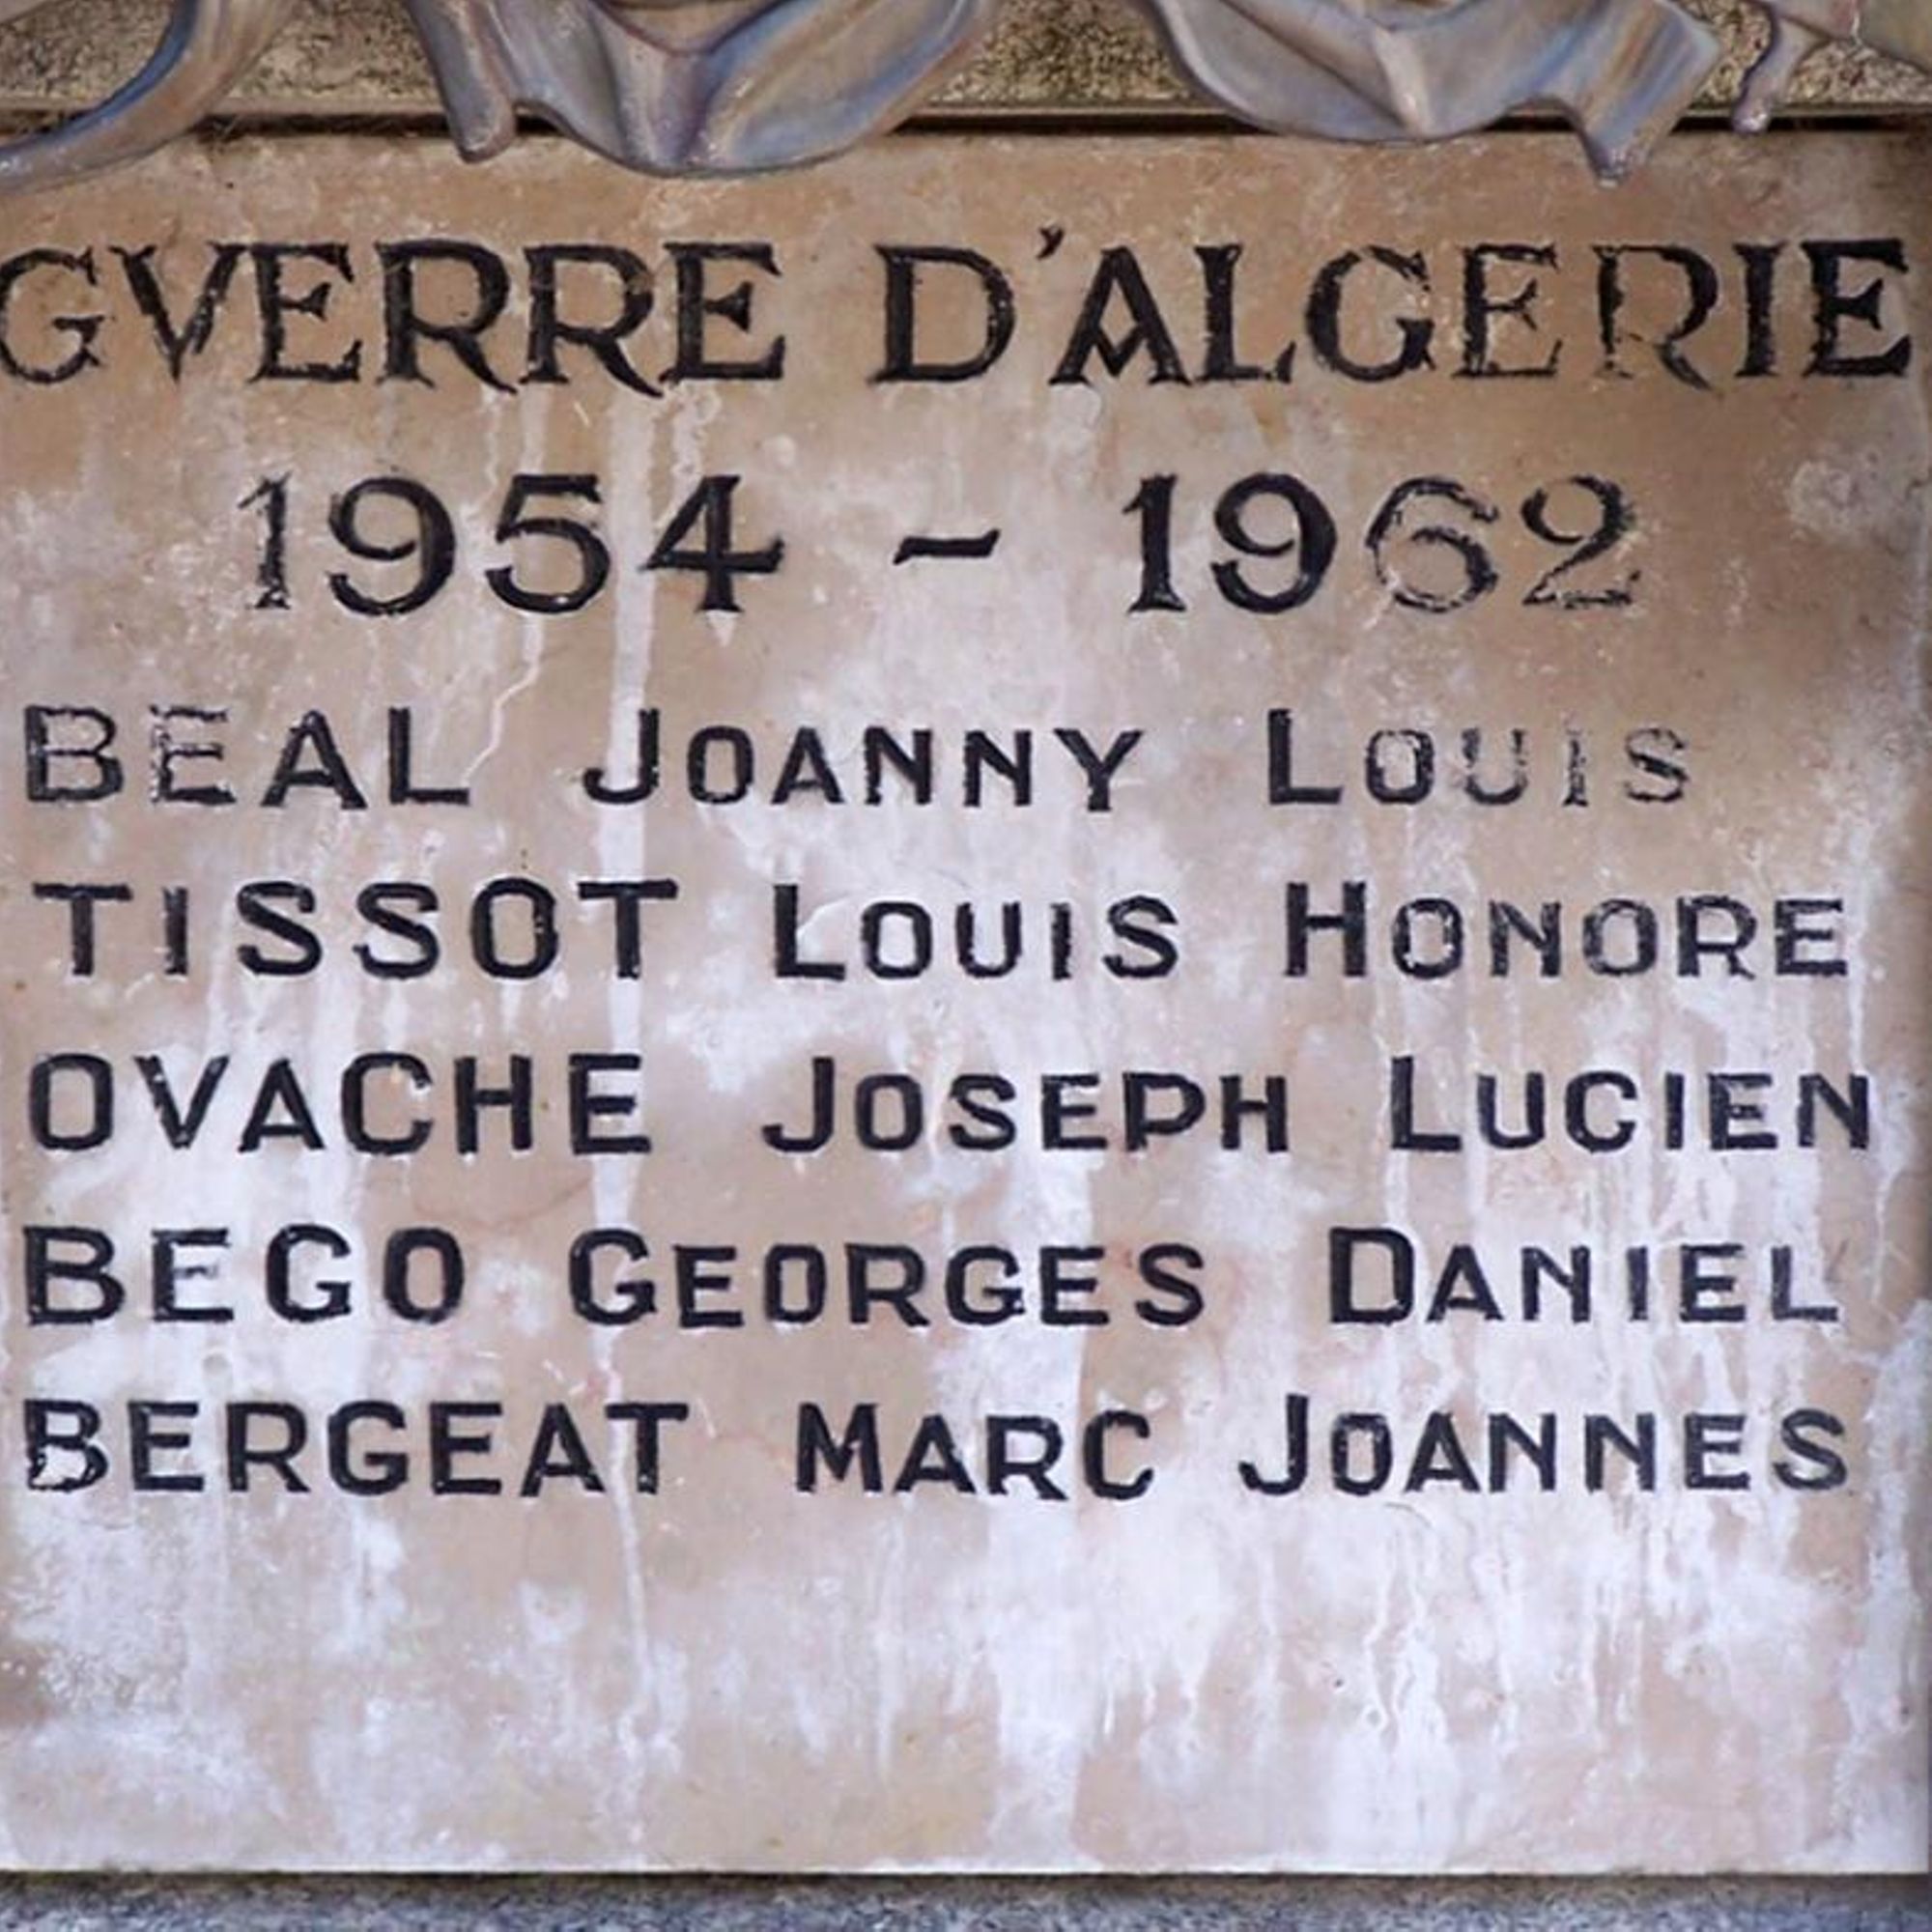 GVERRE D'ALGERIE
1954 - 1962
BEAL JOANNY LOUIS
TISSOT LOUIS HONORE
OVACHE JOSEPH LUCIEN
BEGO GEORGES DANIEL
BERGEAT MARC JOANNES